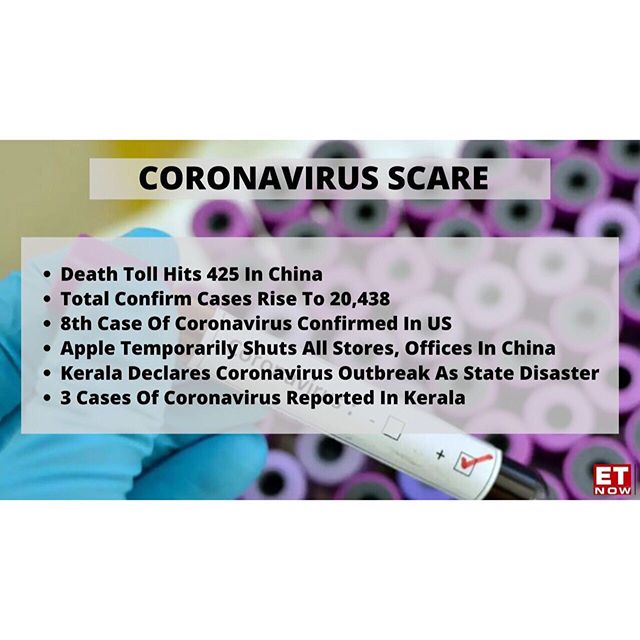 CORONAVIRUS SCARE
• Death Toll Hits 425 In China
• Total Confirm Cases Rise To 20,438
• 8th Case Of Coronavirus Confirmed In US
• Apple Temporarily Shuts All Stores, Offices In China
• Kerala Declares Coronavirus Outbreak As State Disaster
• 3 Cases Of Coronavirus Reported In Kerala
coronavirus
-
+
ET
NOW